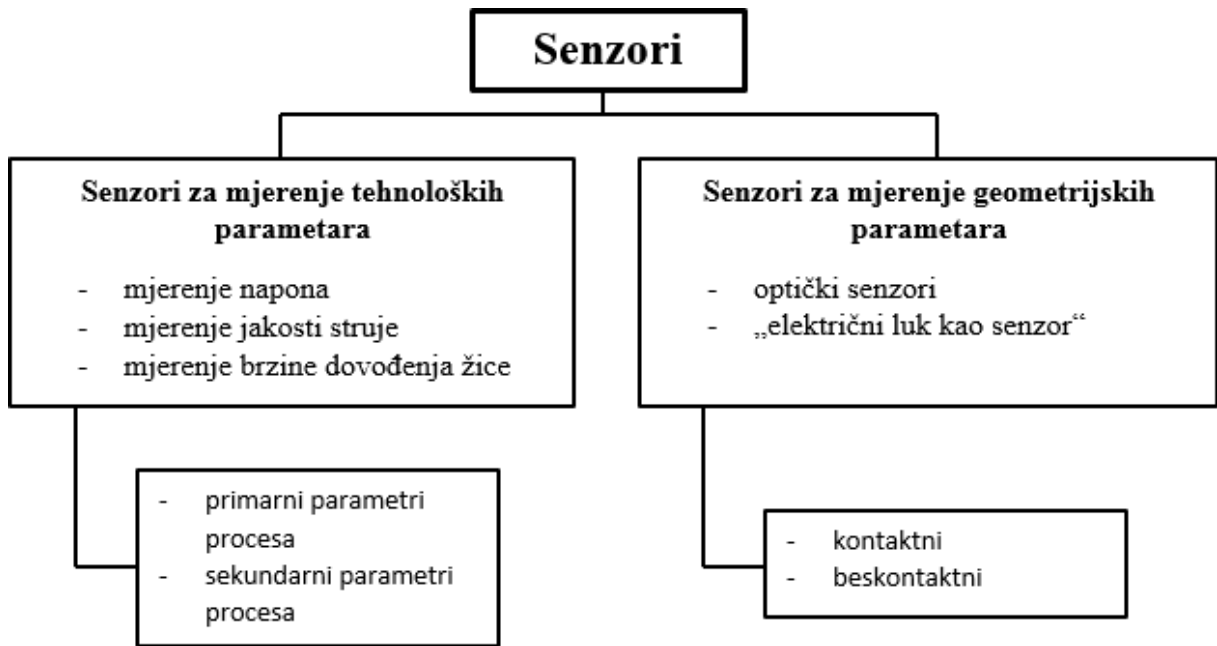 Senzori
Senzori za mjerenje tehnoloških
parametara
- mjerenje napona
- mjerenje jakosti struje
- mjerenje brzine dovođenja žice
- primarni parametri
procesa
- sekundarni parametri
procesa
Senzori za mjerenje geometrijskih
parametara
- optički senzori
- „električni luk kao senzor“
- kontaktni
- beskontaktni